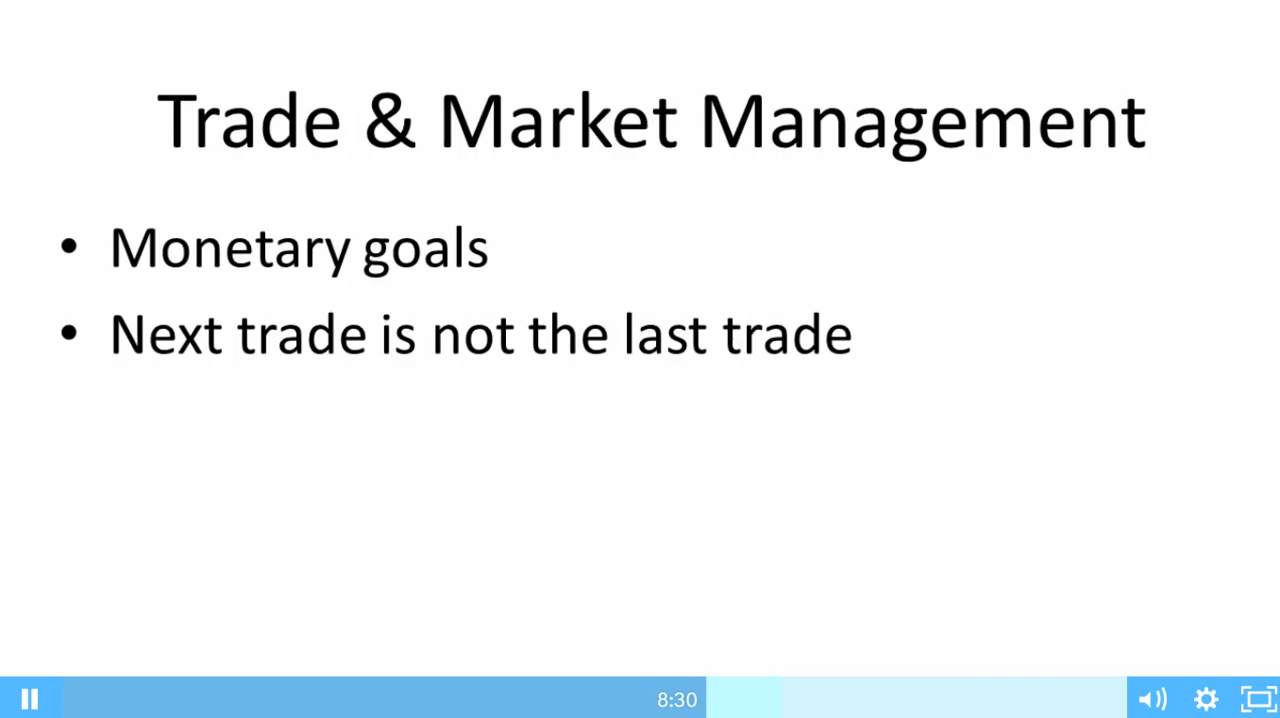 Trade & Market Management
• Monetary goals
• Next trade is not the last trade
8:30